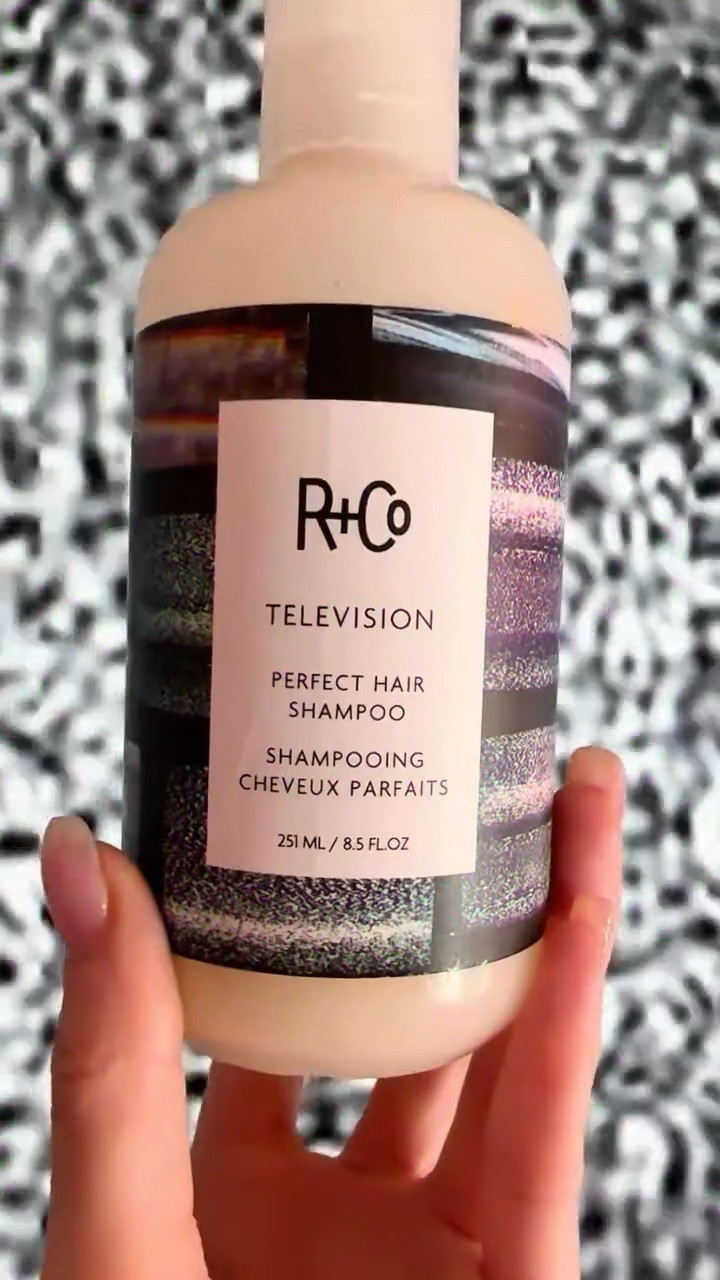 R+Co
TELEVISION
PERFECT HAIR
SHAMPOO
SHAMPOOING
CHEVEUX PARFAITS
251 ML / 8.5 FL.OZ